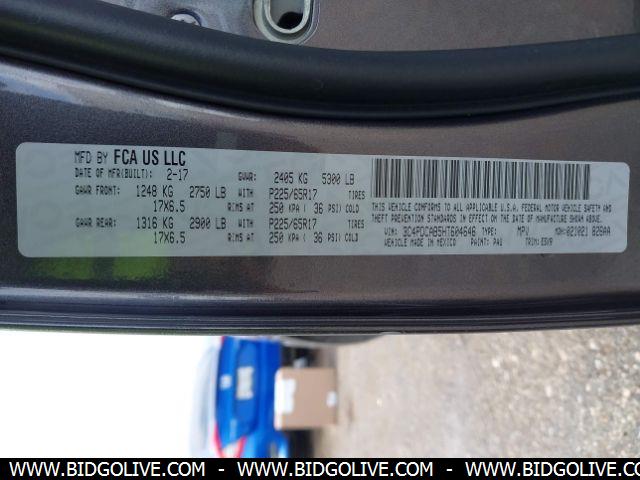 MFD BY FCA US LLC
DATE OF MFR(BUILT): 2-17 GVWR: 2405 KG 5300 LB
GAWR FRONT: 1248 KG 2750 LB WITH P225/65R17 TIRES
17X6.5 RIMS AT 250 KPA ( 36 PSI) COLD
GAWR REAR: 1316 KG 2900 LB WITH P225/65R17 TIRES
17X6.5 RIMS AT 250 KPA ( 36 PSI) COLD
THIS VEHICLE CONFORMS TO ALL APPLICABLE U.S.A. FEDERAL MOTOR VEHICLE SAFETY AND
THEFT PREVENTION STANDARDS IN EFFECT ON THE DATE OF MANUFACTURE SHOWN ABOVE
VIN: 3C4PDCAB5HT604646 TYPE: MPV MDH: 021021 826AA
VEHICLE MADE IN MEXICO PAINT: PAU TRIM:
WWW.BIDGOLIVE.COM - WWW.BIDGOLIVE.COM - WWW.BIDGOLIVE.COM